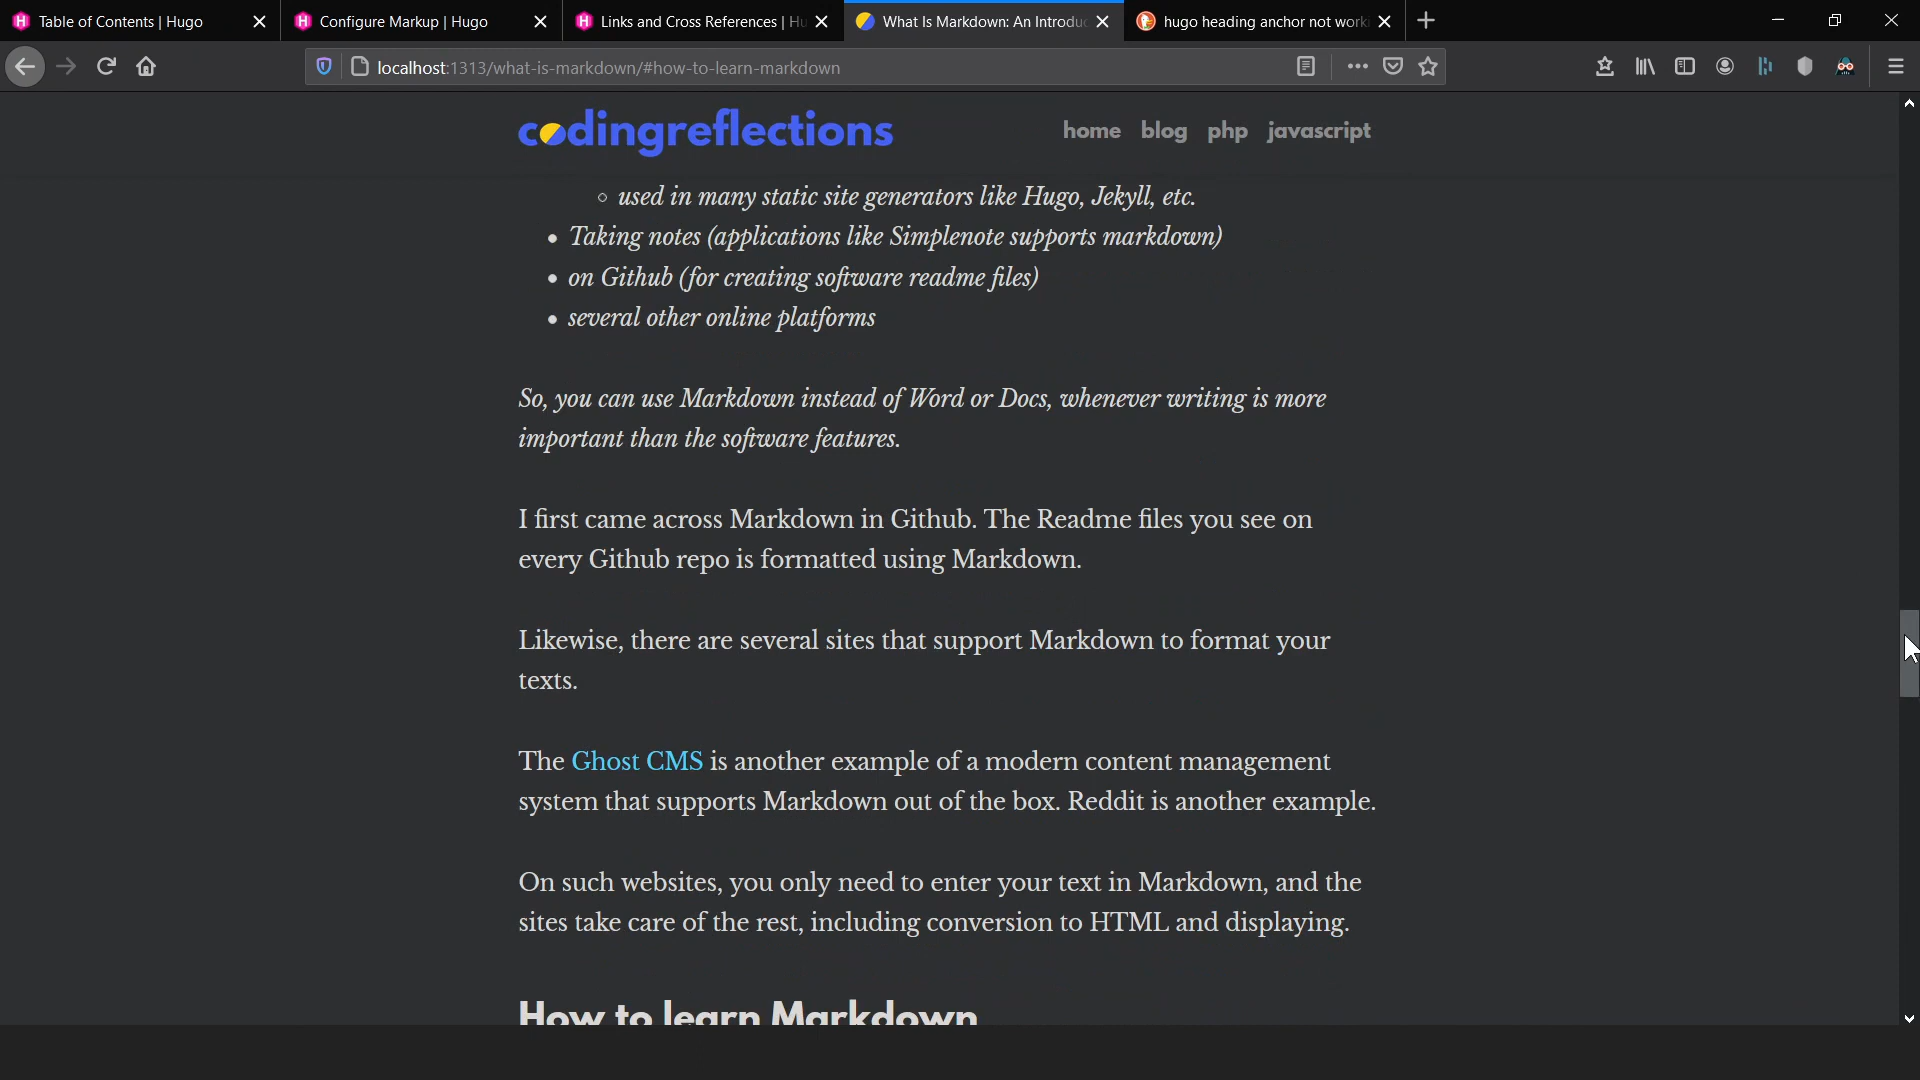 Table of Contents | Hugo
Configure Markup | Hugo
Links and Cross References | Hu
What Is Markdown: An Introduc
hugo heading anchor not worki
localhost:1313/what-is-markdown/#how-to-learn-markdown
codingreflections
home blog php javascript
used in many static site generators like Hugo, Jekyll, etc.
Taking notes (applications like Simplenote supports markdown)
on Github (for creating software readme files)
several other online platforms
So, you can use Markdown instead of Word or Docs, whenever writing is more
important than the software features.
I first came across Markdown in Github. The Readme files you see on
every Github repo is formatted using Markdown.
Likewise, there are several sites that support Markdown to format your
texts.
The Ghost CMS is another example of a modern content management
system that supports Markdown out of the box. Reddit is another example.
On such websites, you only need to enter your text in Markdown, and the
sites take care of the rest, including conversion to HTML and displaying.
How to learn Markdown